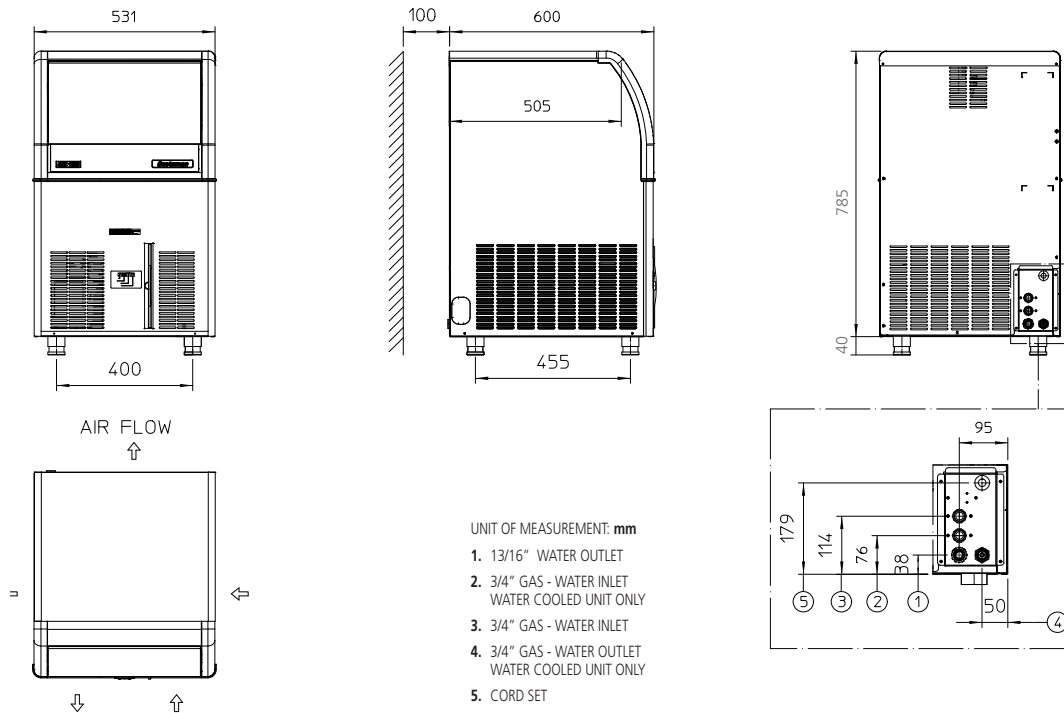 531
100
600
505
785
40
400
455
AIR FLOW
95
179
114
76
38
50
5
3
2
1
4
UNIT OF MEASUREMENT: mm
1. 13/16" WATER OUTLET
2. 3/4" GAS - WATER INLET
WATER COOLED UNIT ONLY
3. 3/4" GAS - WATER INLET
4. 3/4" GAS - WATER OUTLET
WATER COOLED UNIT ONLY
5. CORD SET